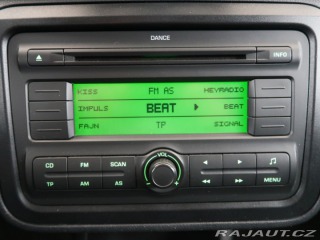 DANCE
INFO
KISS FM AS HEYRADIO
IMPULS BEAT BEAT
FAJN TP SIGNAL
CD FM SCAN
VOL
TP AM AS
MENU
RAJAUT.CZ